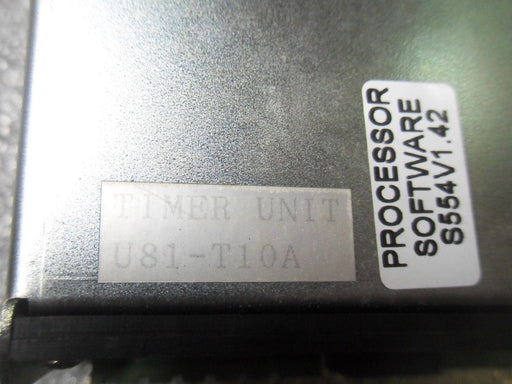 TIMER UNIT
U81-T10A
PROCESSOR
SOFTWARE
S554V1.42